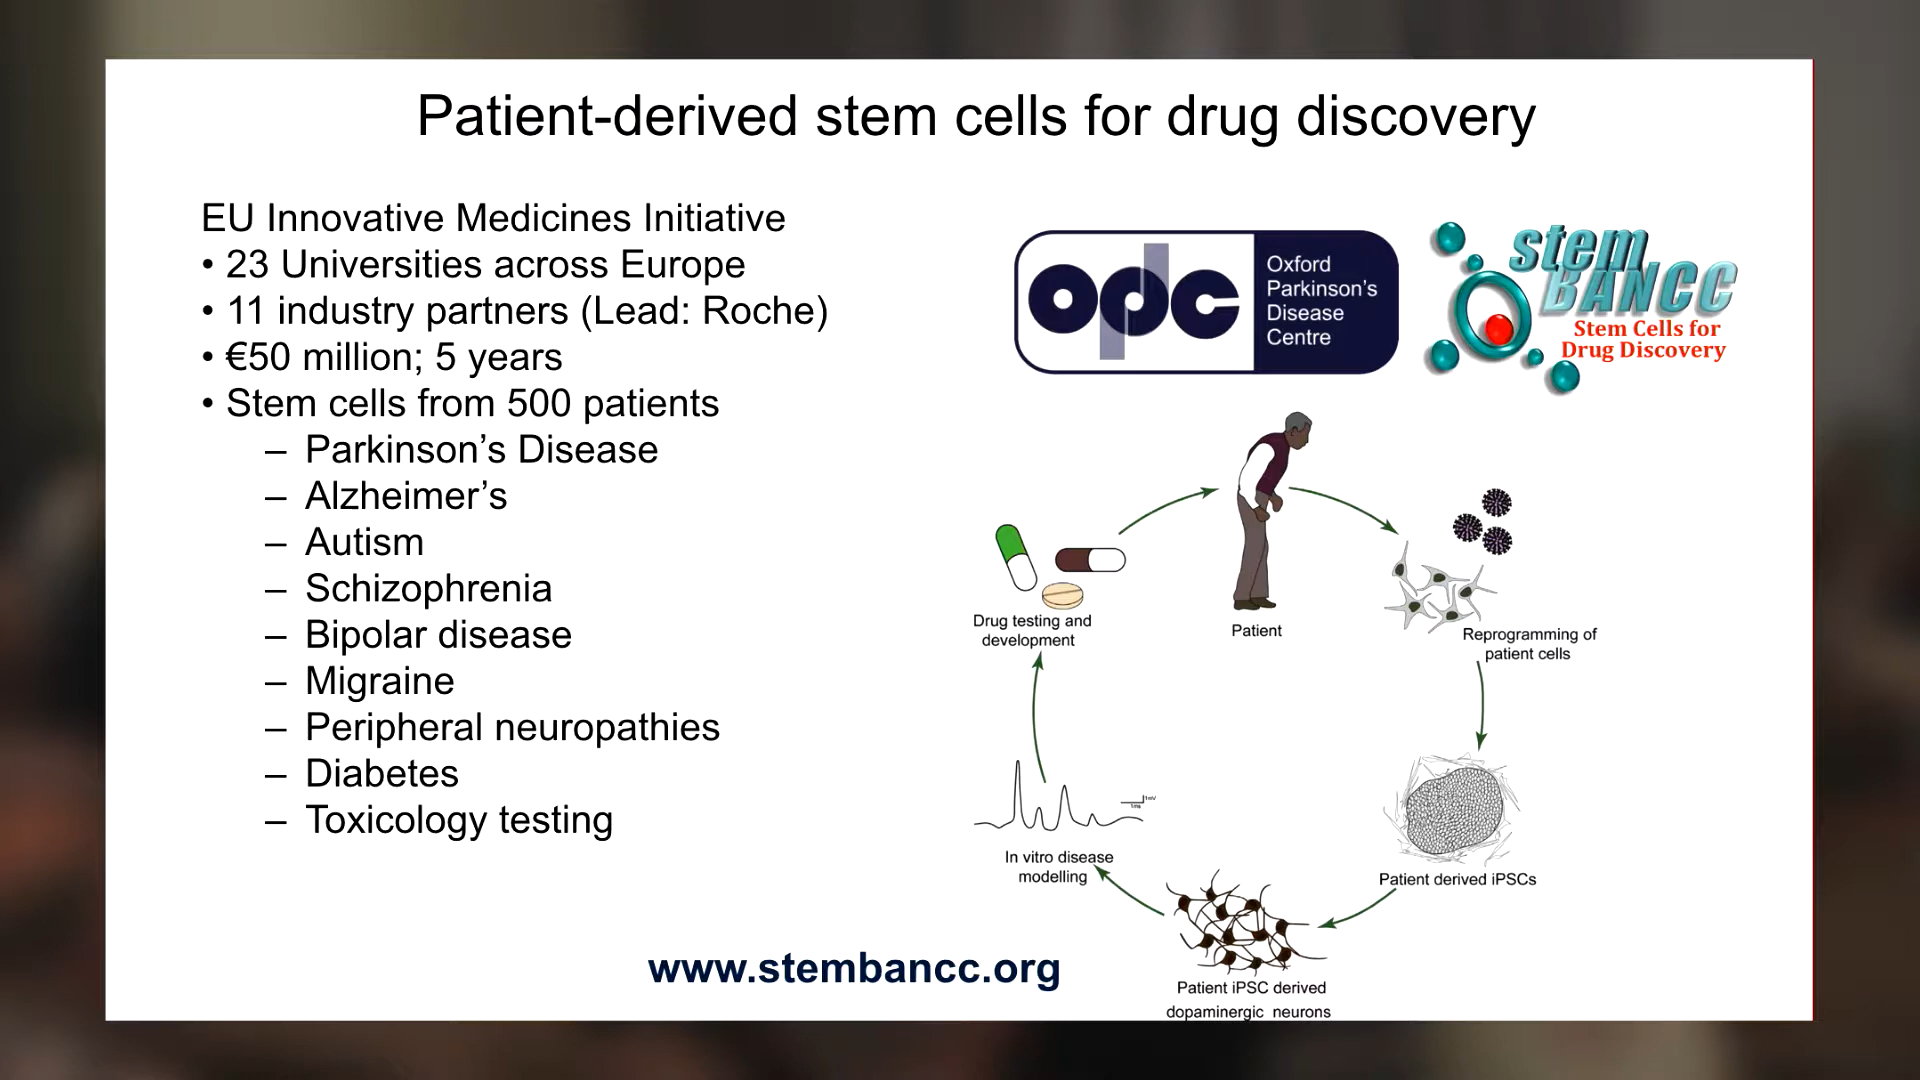 Patient-derived stem cells for drug discovery
EU Innovative Medicines Initiative
• 23 Universities across Europe
• 11 industry partners (Lead: Roche)
• €50 million; 5 years
• Stem cells from 500 patients
– Parkinson’s Disease
– Alzheimer’s
– Autism
– Schizophrenia
– Bipolar disease
– Migraine
– Peripheral neuropathies
– Diabetes
– Toxicology testing
opdc
Oxford
Parkinson’s
Disease
Centre
stem
BANCC
Stem Cells for
Drug Discovery
Patient
Reprogramming of
patient cells
Patient derived iPSCs
Patient iPSC derived
dopaminergic neurons
In vitro disease
modelling
Drug testing and
development
www.stembancc.org